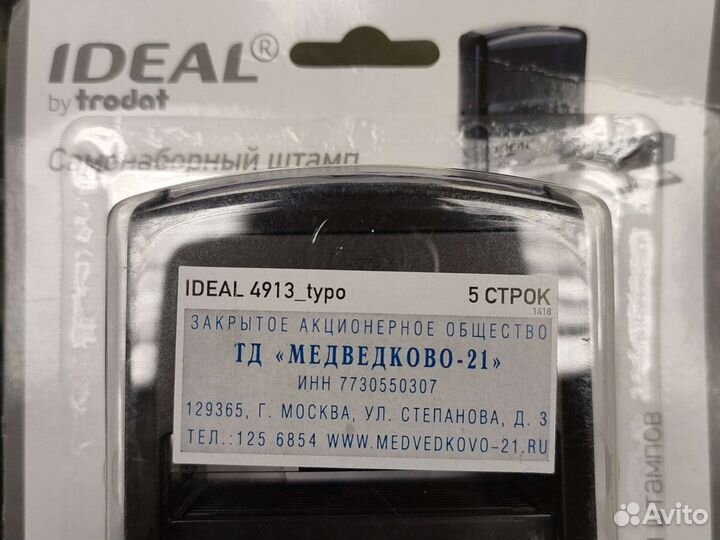 IDEAL®
by trodat
Самонаборный штамп
IDEAL
IDEAL 4913_typo 5 СТРОК
1418
ЗАКРЫТОЕ АКЦИОНЕРНОЕ ОБЩЕСТВО
ТД «МЕДВЕДКОВО-21»
ИНН 7730550307
129365, Г. МОСКВА, УЛ. СТЕПАНОВА, Д. 3
ТЕЛ.:125 6854 WWW.MEDVEDKOVO-21.RU
Avito